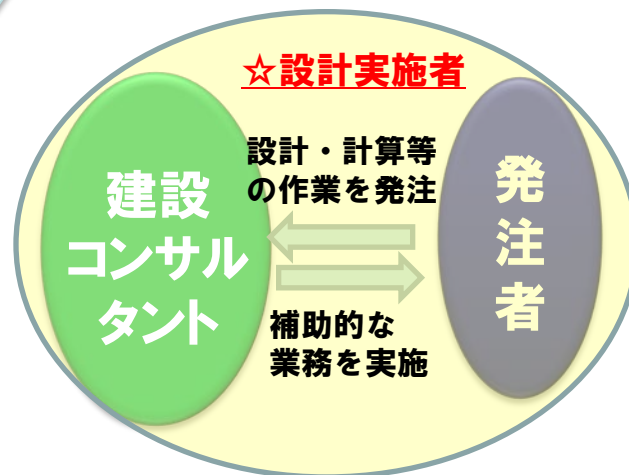 ☆設計実施者
設計・計算等
の作業を発注
建設
コンサル
タント
発
注
者
補助的な
業務を実施